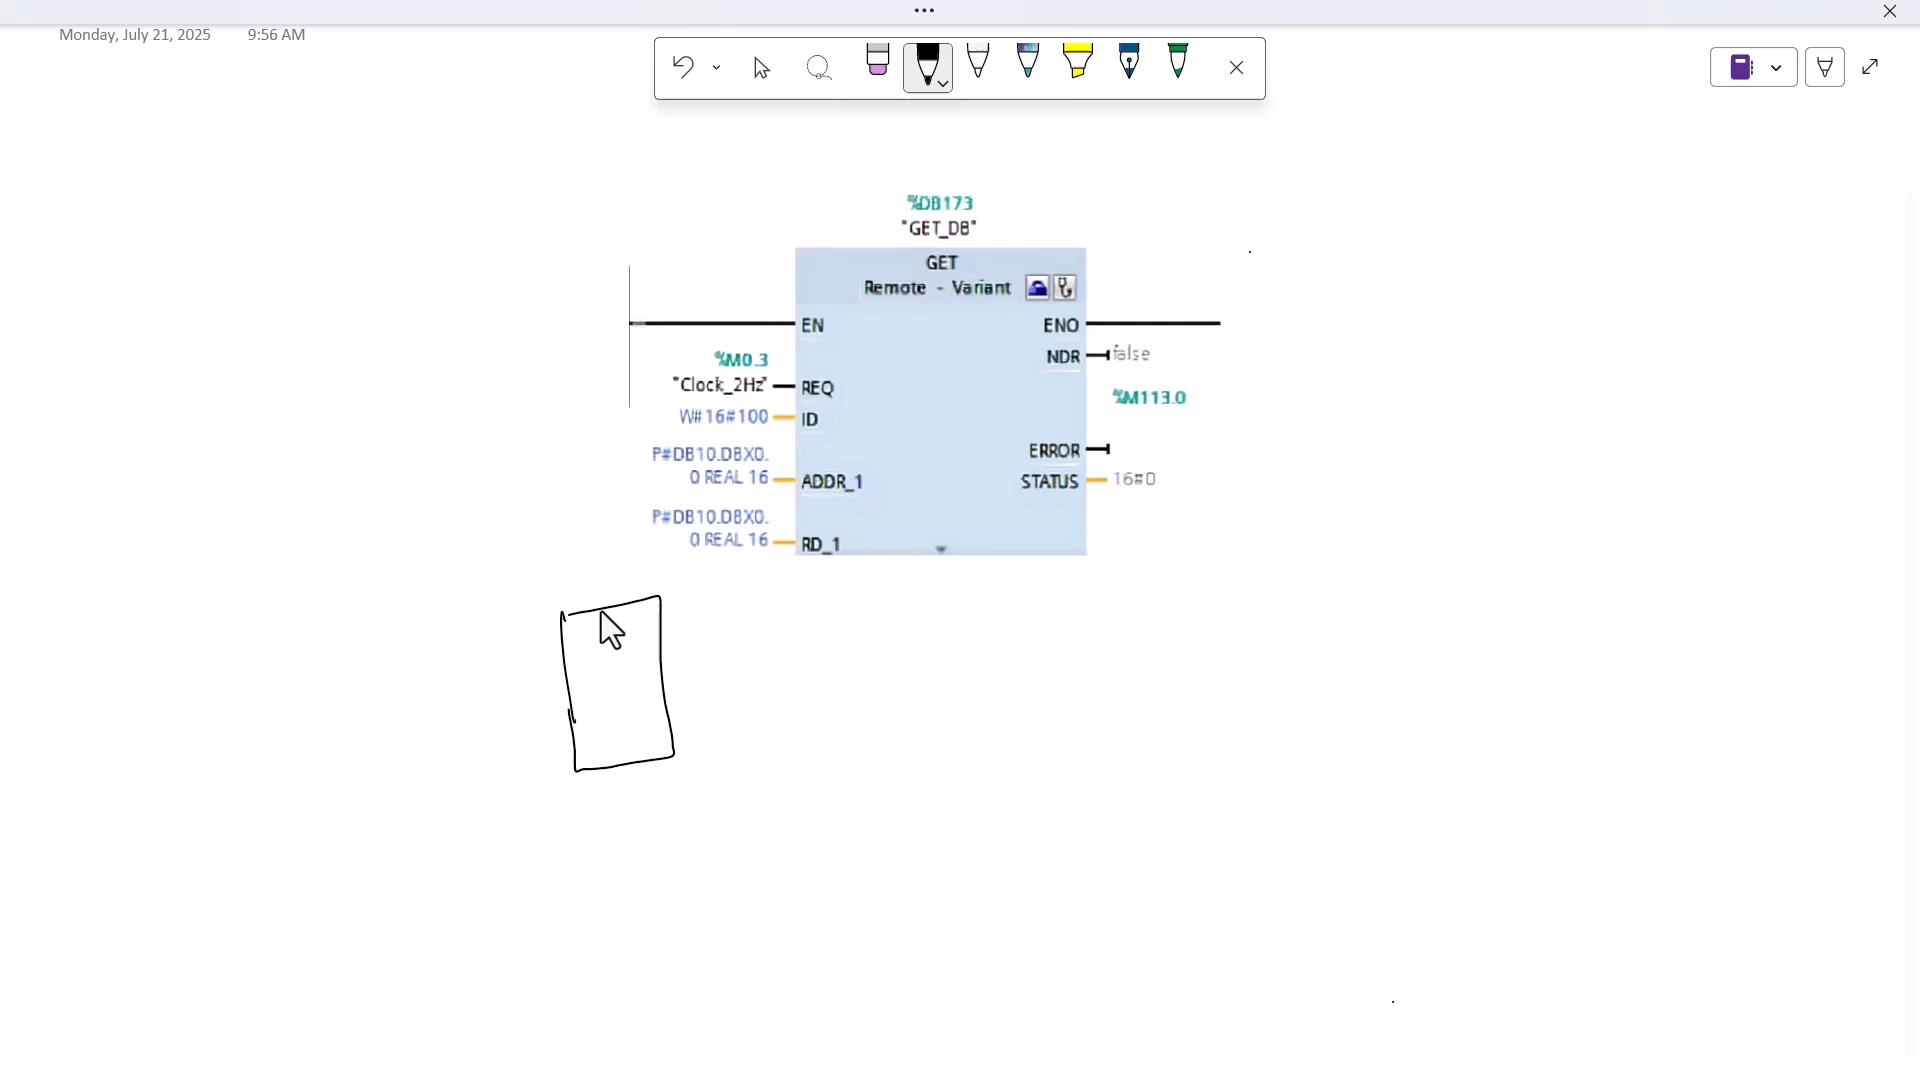 Monday, July 21, 2025 9:56 AM
%DB173
"GET_DB"
GET
Remote - Variant
EN ENO
NDR false
%M0.3
"Clock_2Hz" REQ
%M113.0
W#16#100 ID
P#DB10.DBX0.
0 REAL 16 ADDR_1
ERROR
STATUS 16#0
P#DB10.DBX0.
0 REAL 16 RD_1